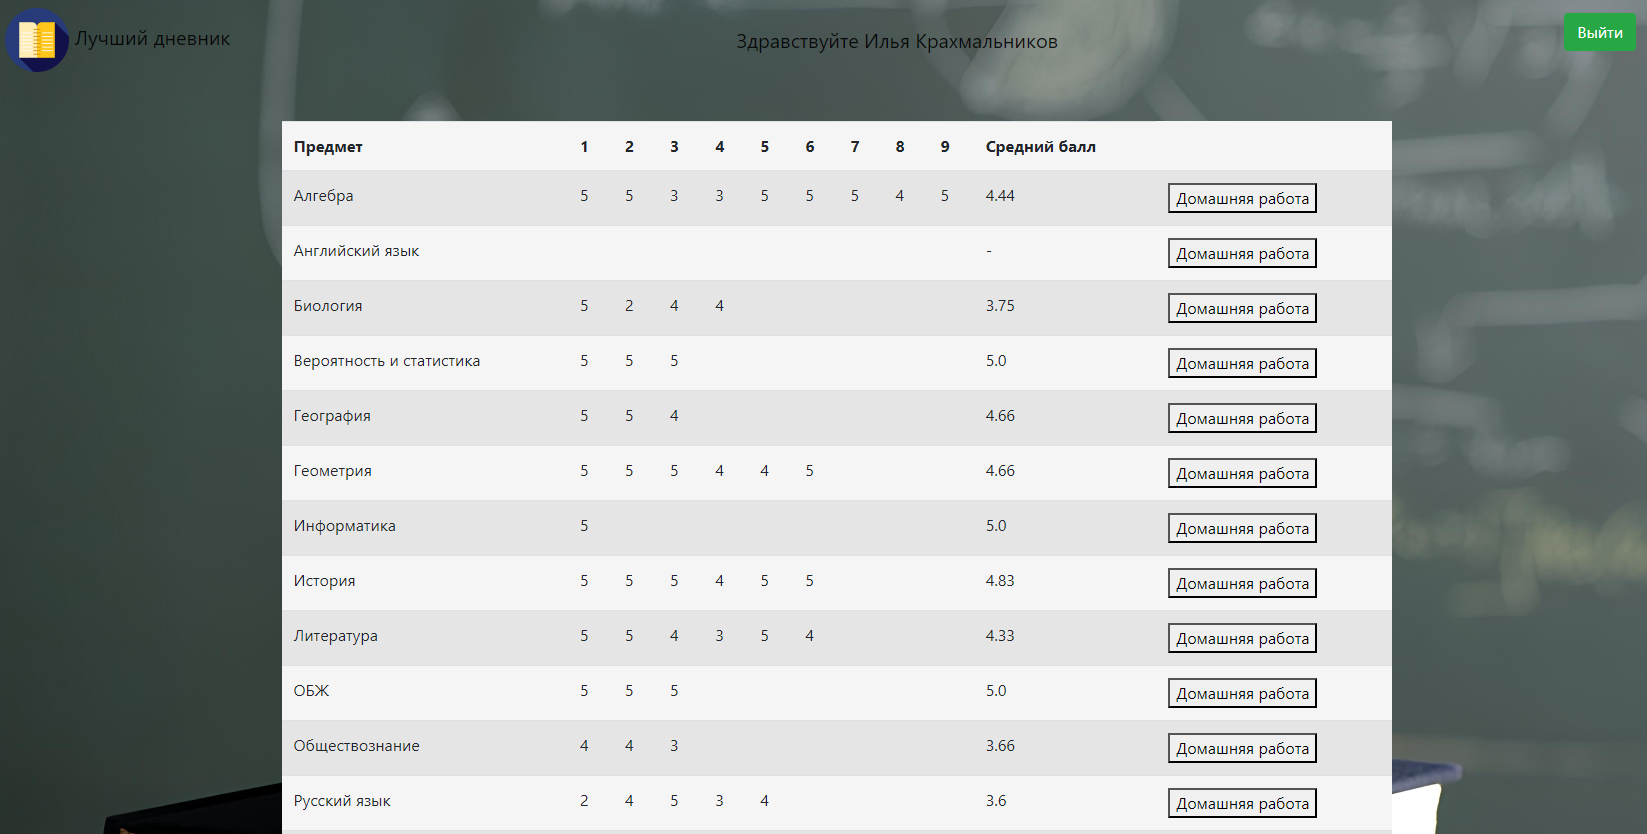 Лучший дневник
Здравствуйте Илья Крахмальников
Выйти
Предмет 1 2 3 4 5 6 7 8 9 Средний балл
Алгебра 5 5 3 3 5 5 5 4 5 4.44 Домашняя работа
Английский язык - Домашняя работа
Биология 5 2 4 4 3.75 Домашняя работа
Вероятность и статистика 5 5 5 5.0 Домашняя работа
География 5 5 4 4.66 Домашняя работа
Геометрия 5 5 5 4 4 5 4.66 Домашняя работа
Информатика 5 5.0 Домашняя работа
История 5 5 5 4 5 5 4.83 Домашняя работа
Литература 5 5 4 3 5 4 4.33 Домашняя работа
ОБЖ 5 5 5 5.0 Домашняя работа
Обществознание 4 4 3 3.66 Домашняя работа
Русский язык 2 4 5 3 4 3.6 Домашняя работа